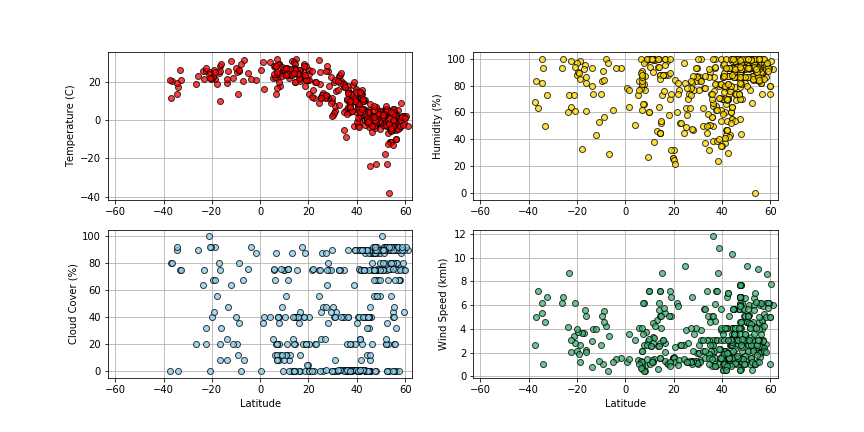 Temperature (C)
20
0
−20
−40
−60 −40 −20 0 20 40 60
Humidity (%)
100
80
60
40
20
0
−60 −40 −20 0 20 40 60
Cloud Cover (%)
100
80
60
40
20
0
−60 −40 −20 0 20 40 60
Latitude
Wind Speed (kmh)
12
10
8
6
4
2
0
−60 −40 −20 0 20 40 60
Latitude